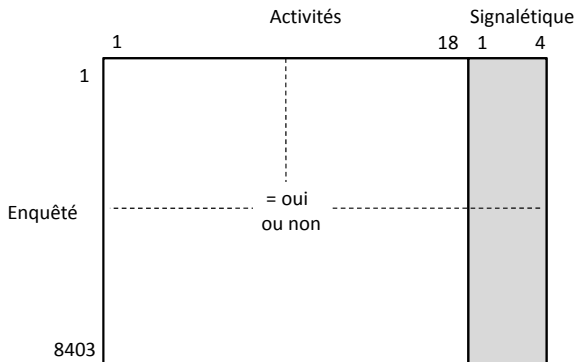 Activités Signalétique
1 18 1 4
1
= oui
Enquêté
ou non
8403